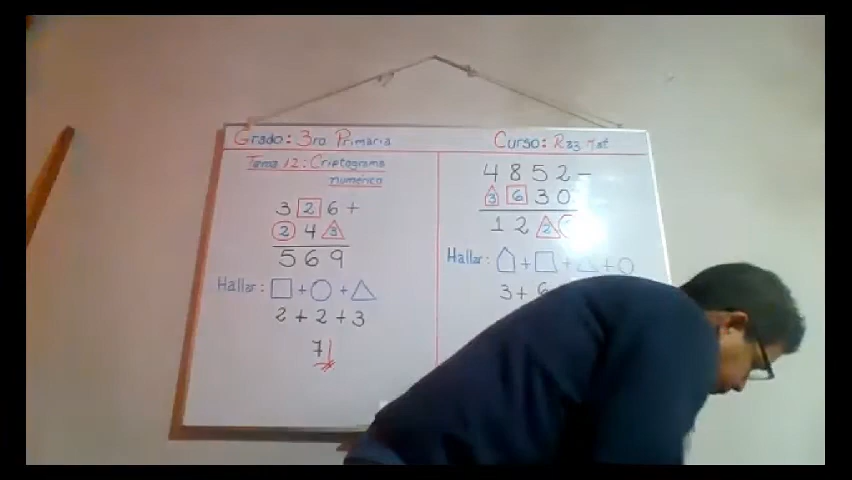 Grado: 3ro Primaria
Curso: Raz Mat
Tema 12: Criptograma
numérico
3 2 6 +
2 4 3
5 6 9
Hallar: □ + ○ + △
2 + 2 + 3
7
4 8 5 2 -
3 6 3 0
1 2 2
Hallar: ⌂ + □ + △ + ○
3 + 6